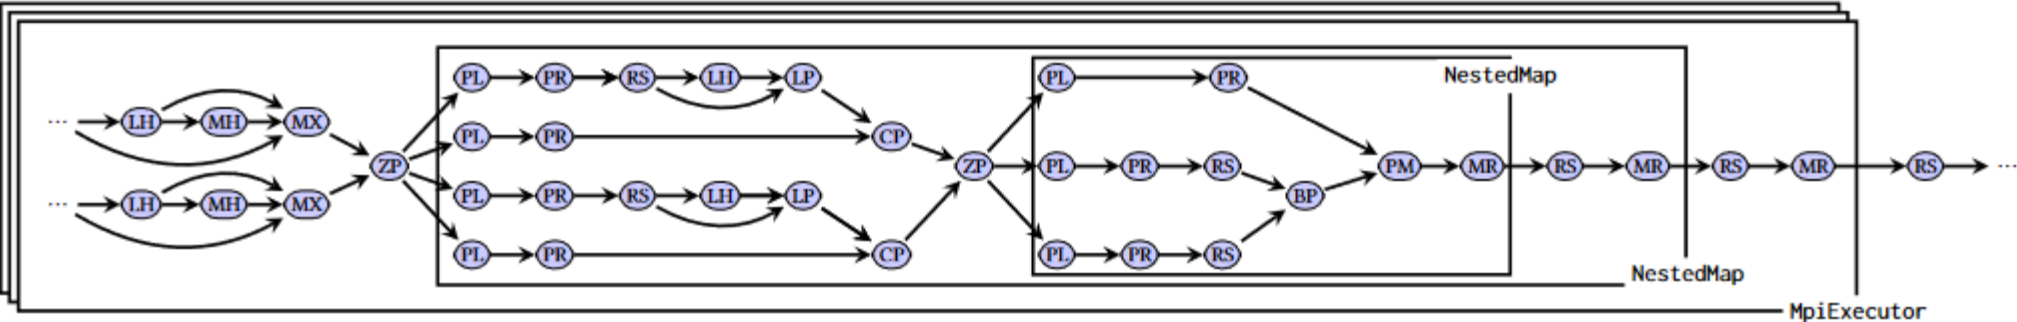 PL PR RS LH LP PL PR NestedMap
... LH MH MX PL PR CP
ZP ZP PL PR RS PM MR RS MR RS MR RS ...
... LH MH MX PL PR RS LH LP BP
PL PR CP PL PR RS
NestedMap
MpiExecutor